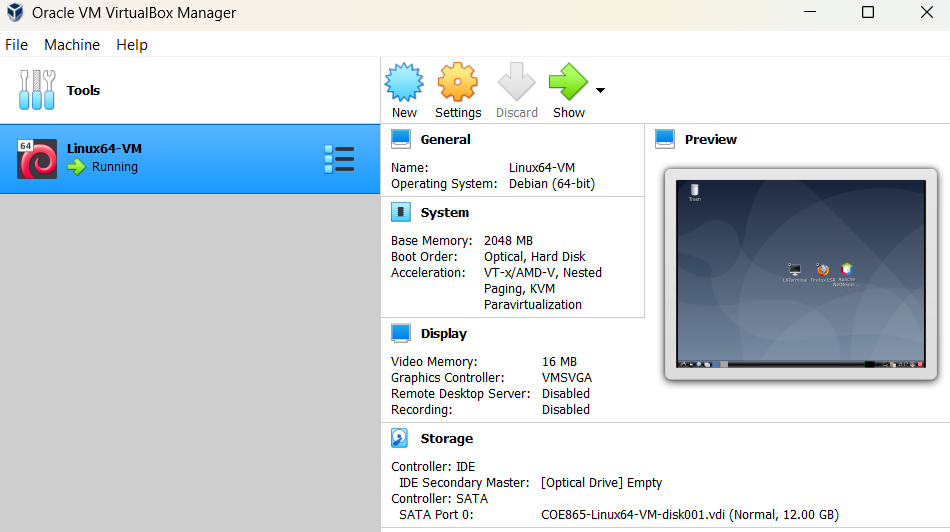 Oracle VM VirtualBox Manager
File Machine Help
Tools
New Settings Discard Show
64
Linux64-VM
Running
General
Name: Linux64-VM
Operating System: Debian (64-bit)
System
Base Memory: 2048 MB
Boot Order: Optical, Hard Disk
Acceleration: VT-x/AMD-V, Nested
Paging, KVM
Paravirtualization
Display
Video Memory: 16 MB
Graphics Controller: VMSVGA
Remote Desktop Server: Disabled
Recording: Disabled
Storage
Controller: IDE
IDE Secondary Master: [Optical Drive] Empty
Controller: SATA
SATA Port 0: COE865-Linux64-VM-disk001.vdi (Normal, 12.00 GB)
Preview
Trash
LXTerminal Firefox ESR Apache
NetBeans